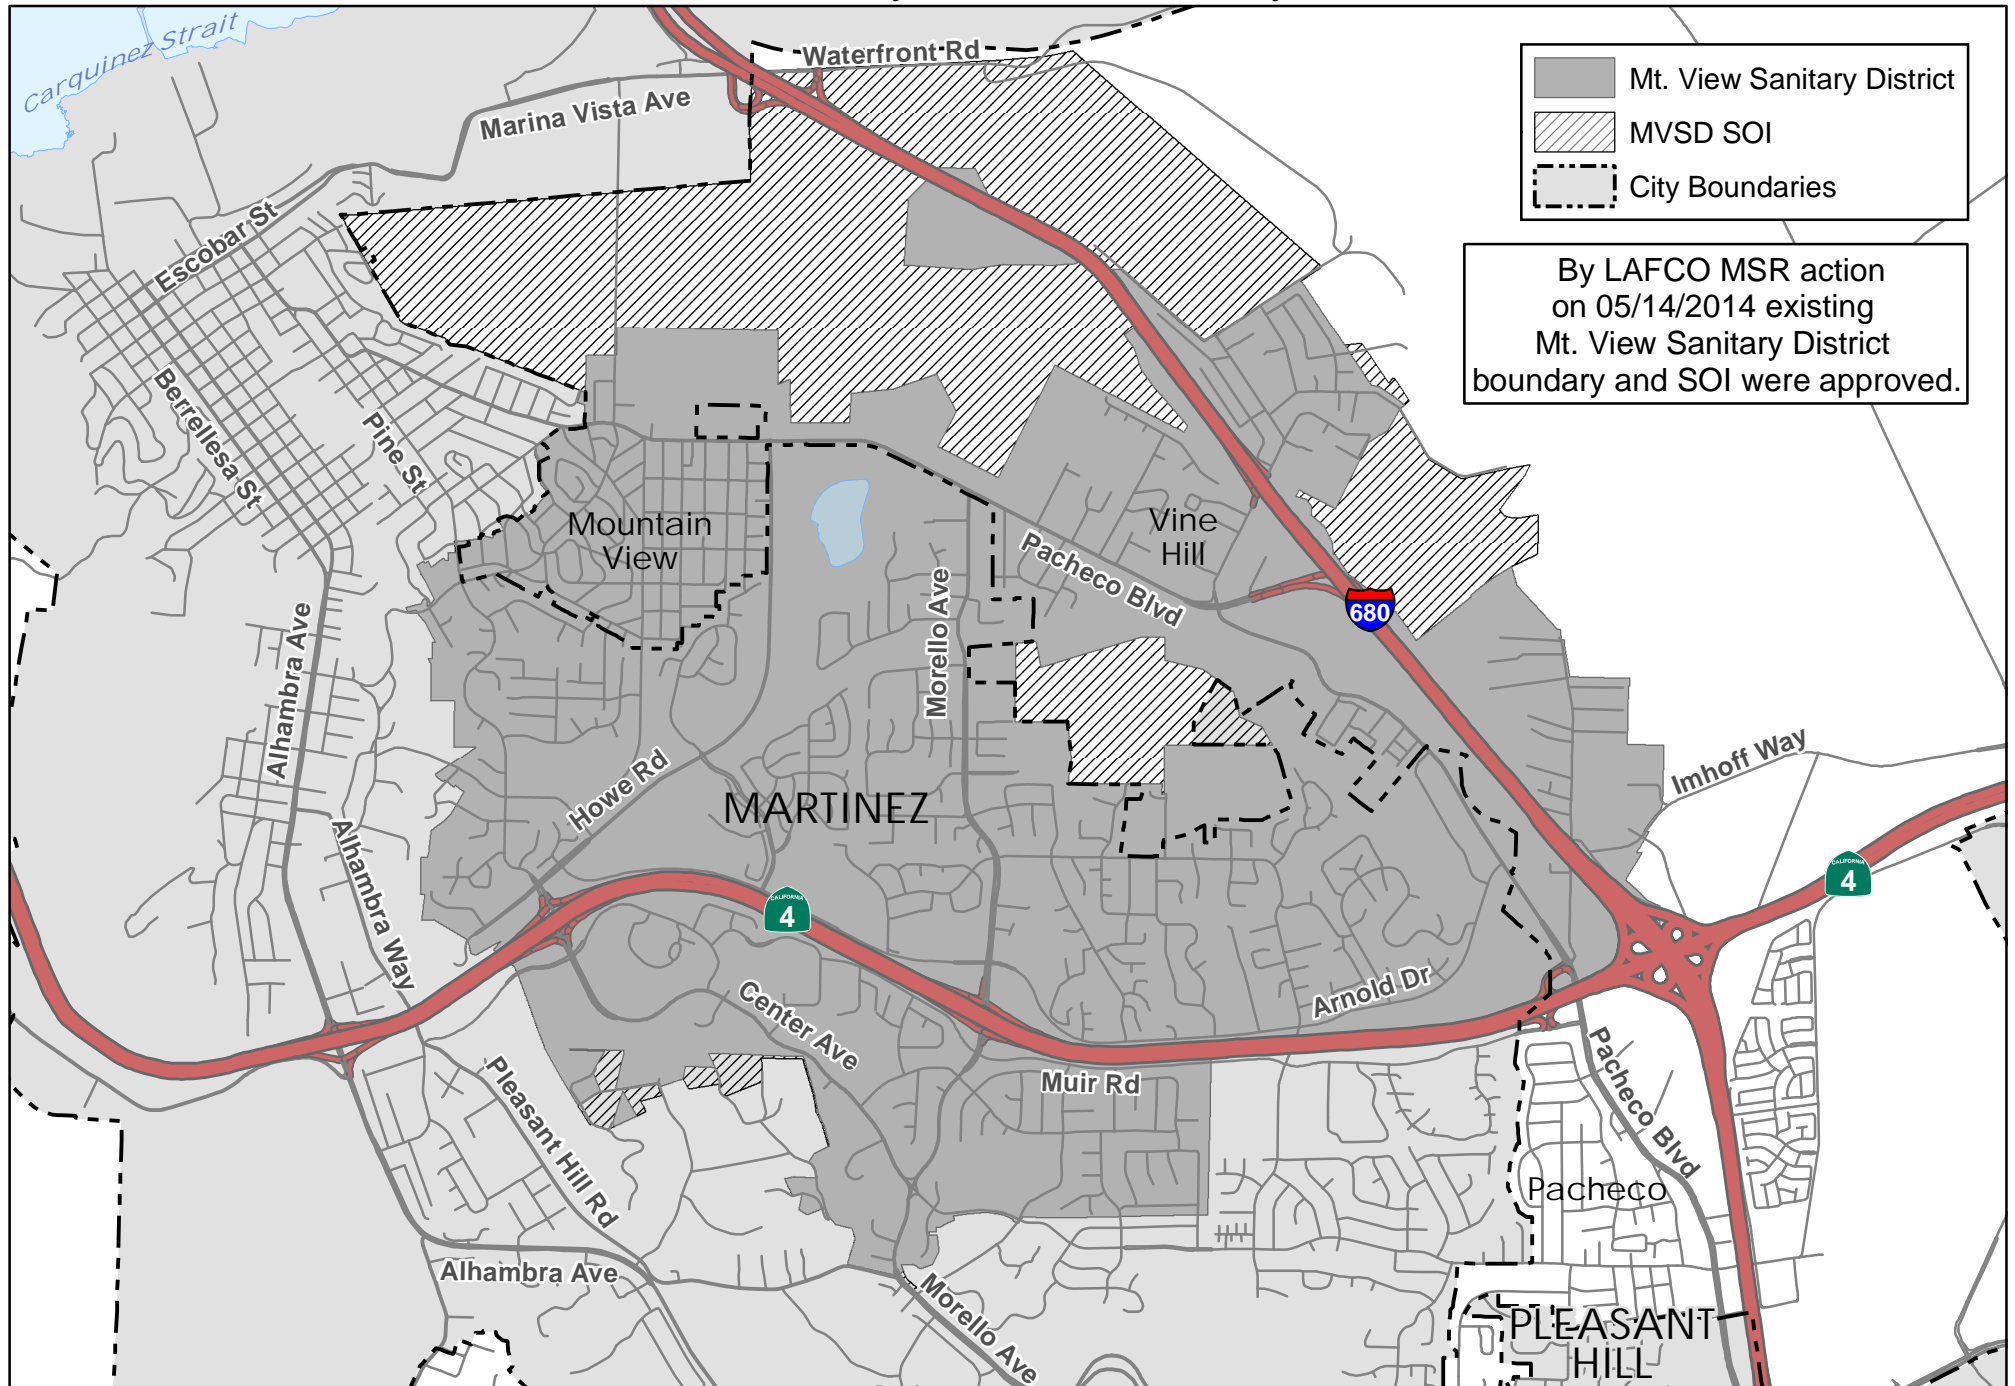 Carquinez Strait
Waterfront Rd
Marina Vista Ave
Mt. View Sanitary District
MVSD SOI
City Boundaries
By LAFCO MSR action
on 05/14/2014 existing
Mt. View Sanitary District
boundary and SOI were approved.
Escobar St
Berrellesa St
Pine St
Mountain
View
Vine
Hill
Pacheco Blvd
Morello Ave
680
Alhambra Ave
Howe Rd
MARTINEZ
Imhoff Way
Alhambra Way
CALIFORNIA
4
CALIFORNIA
4
Center Ave
Arnold Dr
Muir Rd
Pleasant Hill Rd
Pacheco Blvd
Pacheco
Alhambra Ave
Morello Ave
PLEASANT
HILL